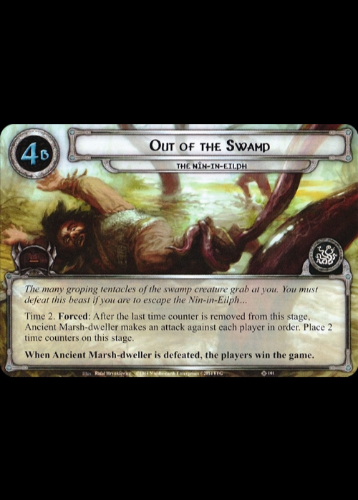 4B
OUT OF THE SWAMP
THE NÎN-IN-EILPH
The many groping tentacles of the swamp creature grab at you. You must
defeat this beast if you are to escape the Nîn-in-Eilph...
Time 2. Forced: After the last time counter is removed from this stage,
Ancient Marsh-dweller makes an attack against each player in order. Place 2
time counters on this stage.
When Ancient Marsh-dweller is defeated, the players win the game.